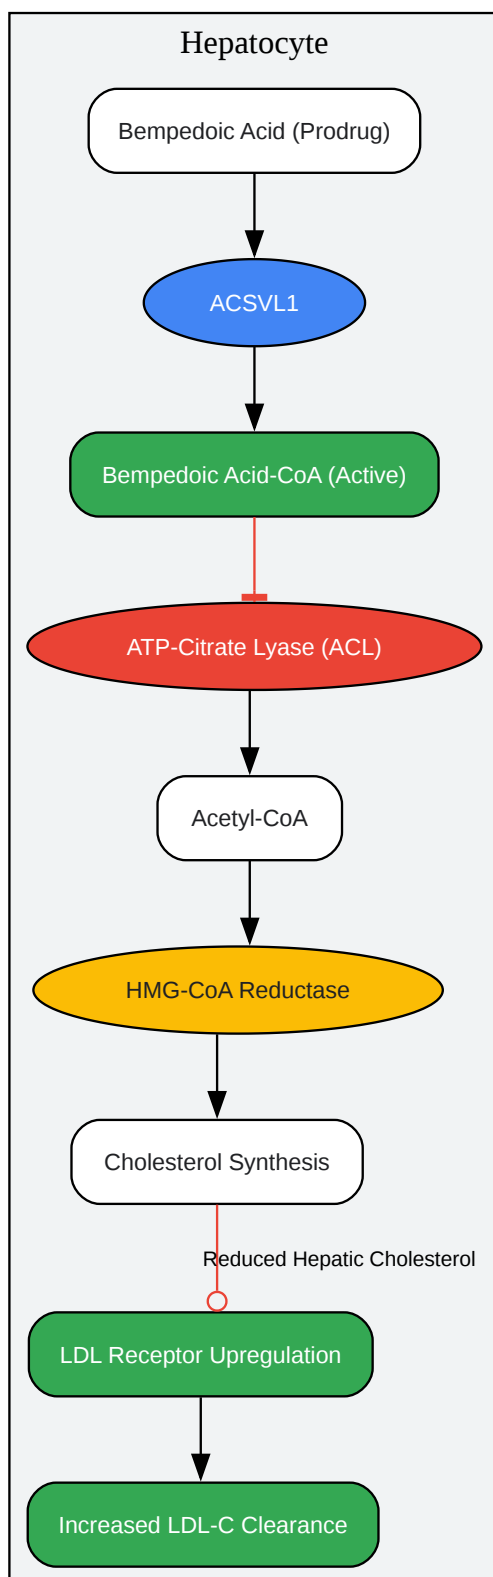 Hepatocyte
Bempedoic Acid (Prodrug)
ACSVL1
Bempedoic Acid-CoA (Active)
ATP-Citrate Lyase (ACL)
Acetyl-CoA
HMG-CoA Reductase
Cholesterol Synthesis
Reduced Hepatic Cholesterol
LDL Receptor Upregulation
Increased LDL-C Clearance